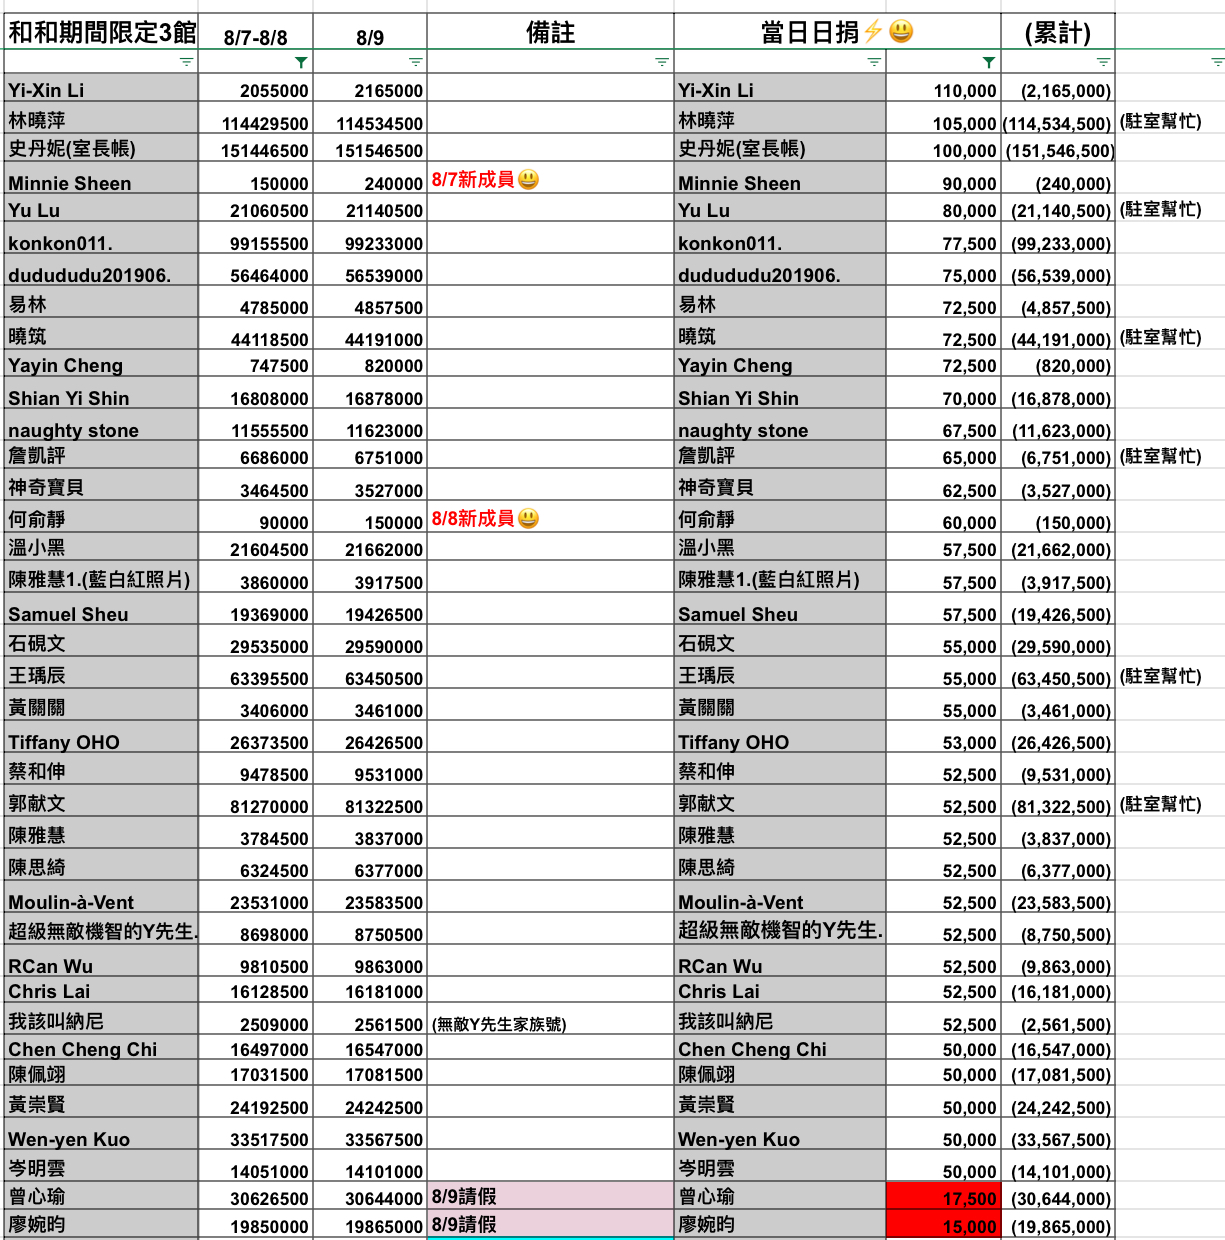 和和期間限定3館 8/7-8/8 8/9 備註 當日日捐⚡😃 (累計)
Yi-Xin Li 2055000 2165000 Yi-Xin Li 110,000 (2,165,000)
林曉萍 114429500 114534500 林曉萍 105,000 (114,534,500) (駐室幫忙)
史丹妮(室長帳) 151446500 151546500 史丹妮(室長帳) 100,000 (151,546,500)
Minnie Sheen 150000 240000 8/7新成員😃 Minnie Sheen 90,000 (240,000)
Yu Lu 21060500 21140500 Yu Lu 80,000 (21,140,500) (駐室幫忙)
konkon011. 99155500 99233000 konkon011. 77,500 (99,233,000)
dudududu201906. 56464000 56539000 dudududu201906. 75,000 (56,539,000)
易林 4785000 4857500 易林 72,500 (4,857,500)
曉筑 44118500 44191000 曉筑 72,500 (44,191,000) (駐室幫忙)
Yayin Cheng 747500 820000 Yayin Cheng 72,500 (820,000)
Shian Yi Shin 16808000 16878000 Shian Yi Shin 70,000 (16,878,000)
naughty stone 11555500 11623000 naughty stone 67,500 (11,623,000)
詹凱評 6686000 6751000 詹凱評 65,000 (6,751,000) (駐室幫忙)
神奇寶貝 3464500 3527000 神奇寶貝 62,500 (3,527,000)
何俞靜 90000 150000 8/8新成員😃 何俞靜 60,000 (150,000)
溫小黑 21604500 21662000 溫小黑 57,500 (21,662,000)
陳雅慧1.(藍白紅照片) 3860000 3917500 陳雅慧1.(藍白紅照片) 57,500 (3,917,500)
Samuel Sheu 19369000 19426500 Samuel Sheu 57,500 (19,426,500)
石硯文 29535000 29590000 石硯文 55,000 (29,590,000)
王瑀辰 63395500 63450500 王瑀辰 55,000 (63,450,500) (駐室幫忙)
黃關關 3406000 3461000 黃關關 55,000 (3,461,000)
Tiffany OHO 26373500 26426500 Tiffany OHO 53,000 (26,426,500)
蔡和伸 9478500 9531000 蔡和伸 52,500 (9,531,000)
郭献文 81270000 81322500 郭献文 52,500 (81,322,500) (駐室幫忙)
陳雅慧 3784500 3837000 陳雅慧 52,500 (3,837,000)
陳思綺 6324500 6377000 陳思綺 52,500 (6,377,000)
Moulin-à-Vent 23531000 23583500 Moulin-à-Vent 52,500 (23,583,500)
超級無敵機智的Y先生. 8698000 8750500 超級無敵機智的Y先生. 52,500 (8,750,500)
RCan Wu 9810500 9863000 RCan Wu 52,500 (9,863,000)
Chris Lai 16128500 16181000 Chris Lai 52,500 (16,181,000)
我該叫納尼 2509000 2561500 (無敵Y先生家族號) 我該叫納尼 52,500 (2,561,500)
Chen Cheng Chi 16497000 16547000 Chen Cheng Chi 50,000 (16,547,000)
陳佩翊 17031500 17081500 陳佩翊 50,000 (17,081,500)
黃崇賢 24192500 24242500 黃崇賢 50,000 (24,242,500)
Wen-yen Kuo 33517500 33567500 Wen-yen Kuo 50,000 (33,567,500)
岑明雲 14051000 14101000 岑明雲 50,000 (14,101,000)
曾心瑜 30626500 30644000 8/9請假 曾心瑜 17,500 (30,644,000)
廖婉昀 19850000 19865000 8/9請假 廖婉昀 15,000 (19,865,000)